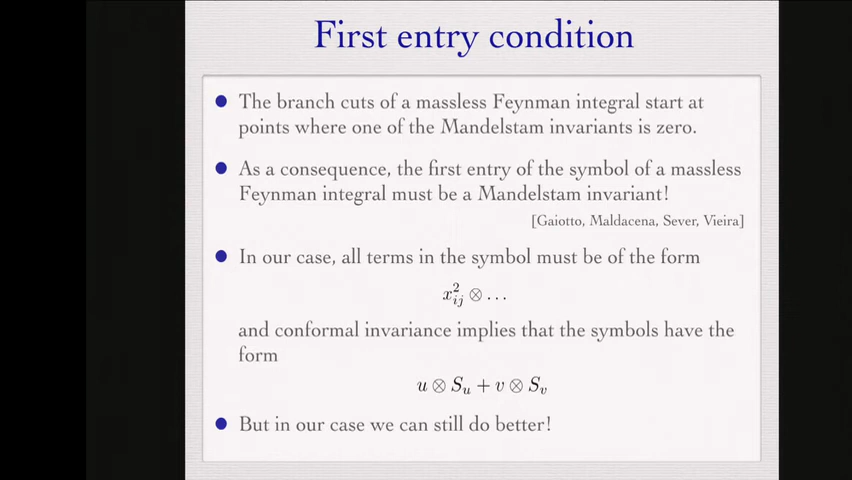 First entry condition
• The branch cuts of a massless Feynman integral start at
points where one of the Mandelstam invariants is zero.
• As a consequence, the first entry of the symbol of a massless
Feynman integral must be a Mandelstam invariant!
[Gaiotto, Maldacena, Sever, Vieira]
• In our case, all terms in the symbol must be of the form
$x_{ij}^2 \otimes \ldots$
and conformal invariance implies that the symbols have the
form
$u \otimes S_u + v \otimes S_v$
• But in our case we can still do better!